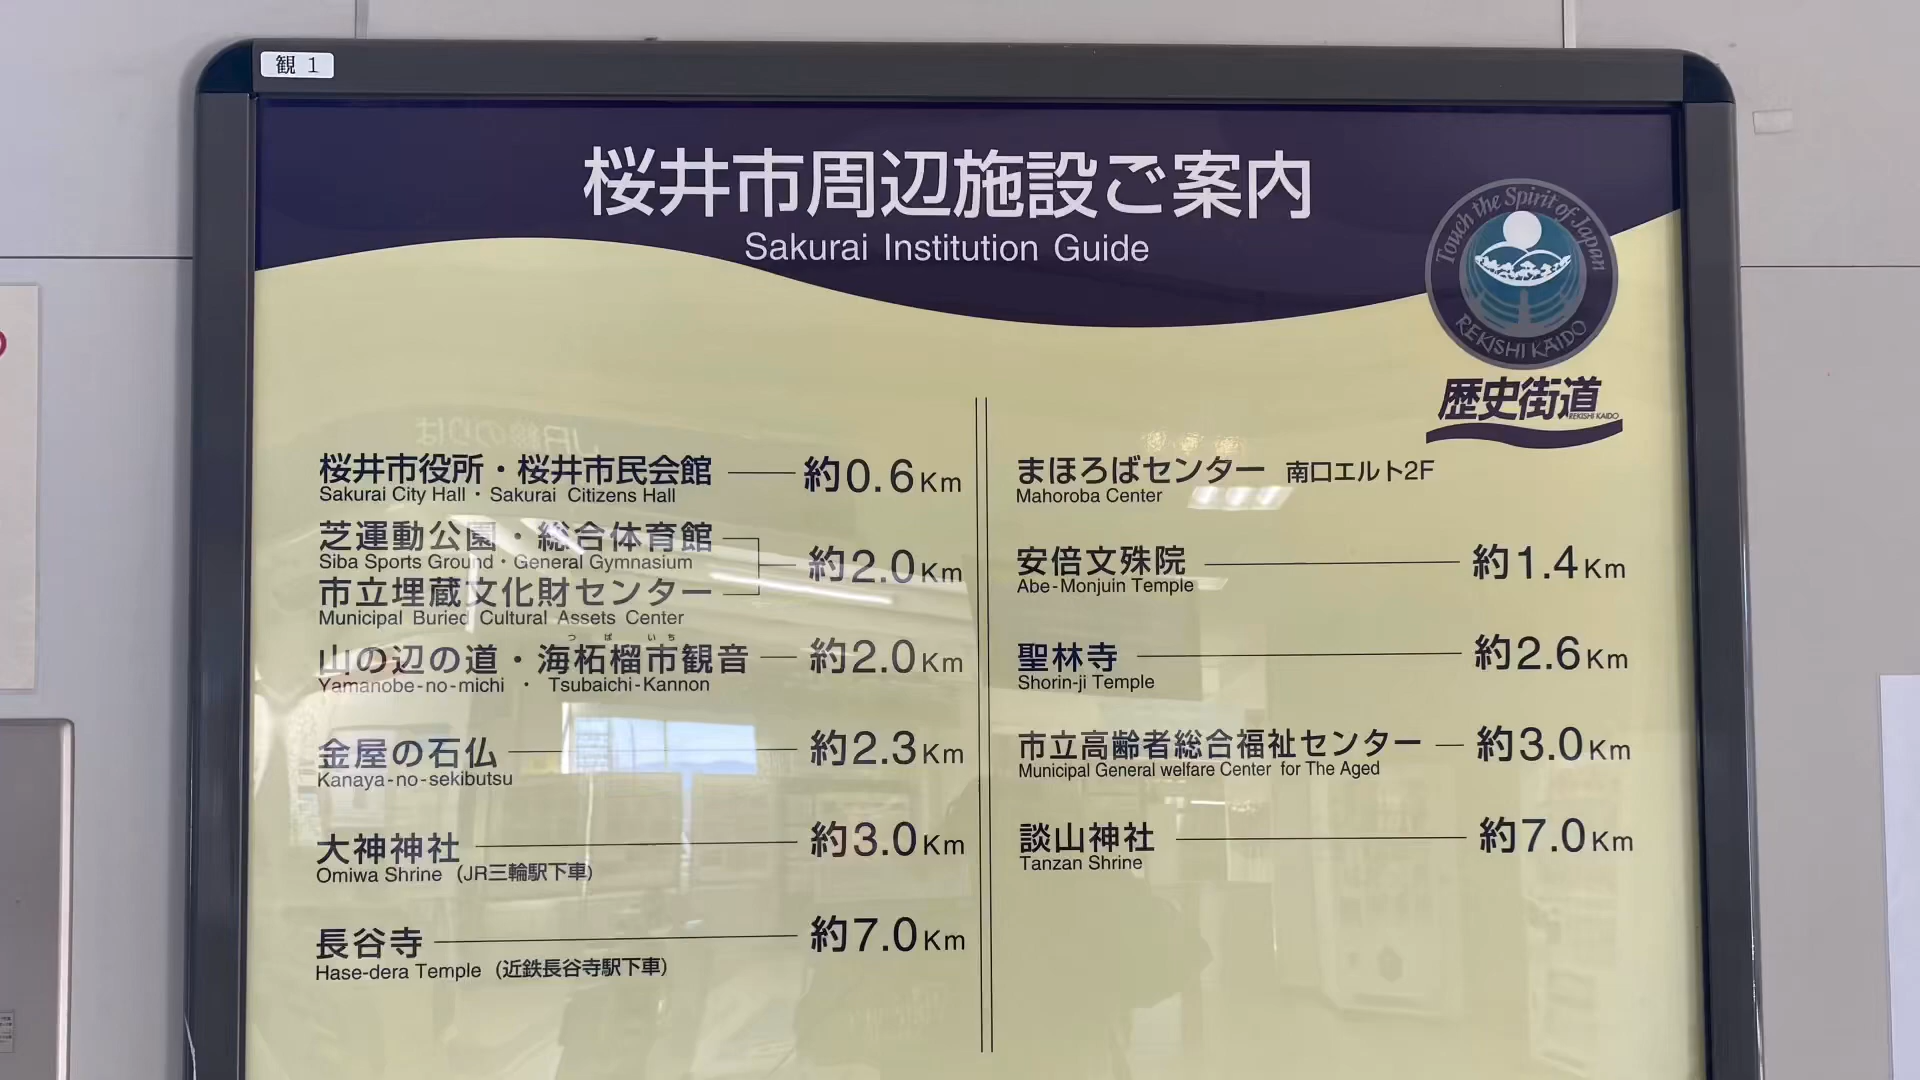 観 1
桜井市周辺施設ご案内
Sakurai Institution Guide
Touch the Spirit of Japan
REKISHI KAIDO
歴史街道 REKISHI KAIDO
桜井市役所・桜井市民会館 約0.6Km
Sakurai City Hall・Sakurai Citizens Hall
芝運動公園・総合体育館
Siba Sports Ground・General Gymnasium
約2.0Km
市立埋蔵文化財センター
Municipal Buried Cultural Assets Center
つばいち
山の辺の道・海柘榴市観音 約2.0Km
Yamanobe-no-michi ・ Tsubaichi-Kannon
金屋の石仏 約2.3Km
Kanaya-no-sekibutsu
大神神社 約3.0Km
Omiwa Shrine (JR三輪駅下車)
長谷寺 約7.0Km
Hase-dera Temple (近鉄長谷寺駅下車)
まほろばセンター 南口エルト2F
Mahoroba Center
安倍文殊院 約1.4Km
Abe-Monjuin Temple
聖林寺 約2.6Km
Shorin-ji Temple
市立高齢者総合福祉センター 約3.0Km
Municipal General welfare Center for The Aged
談山神社 約7.0Km
Tanzan Shrine